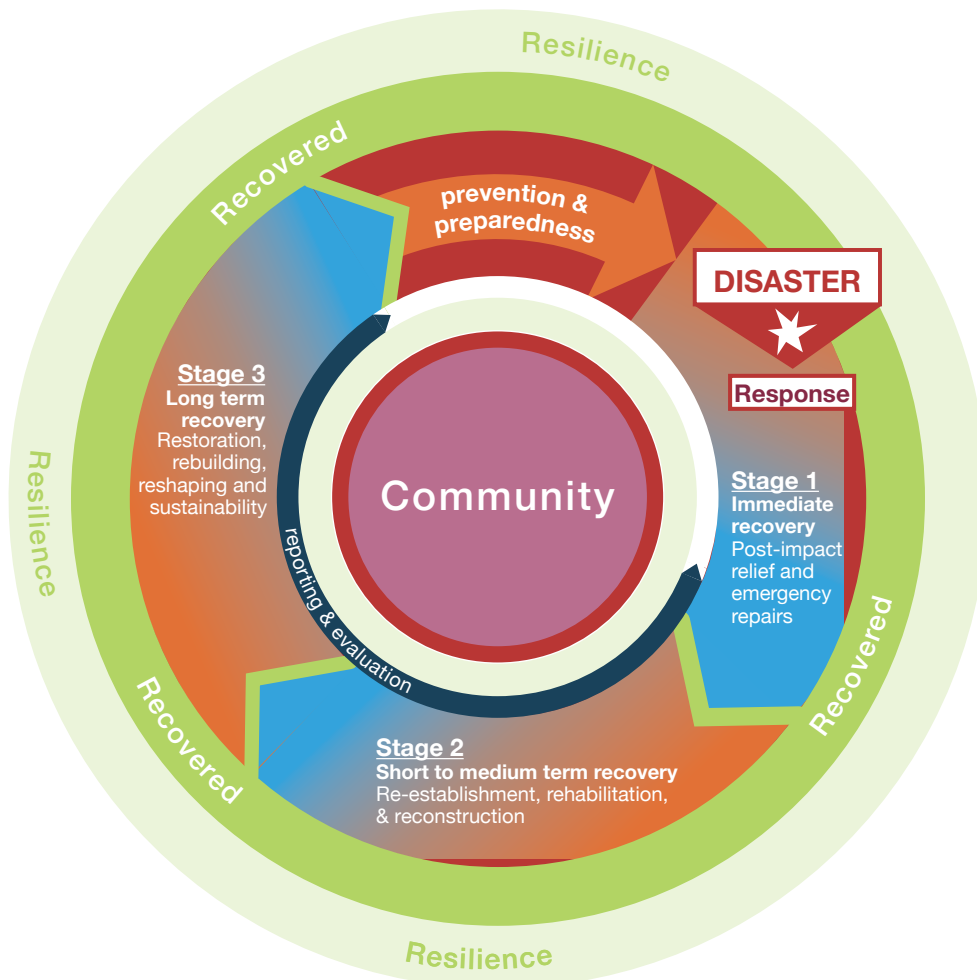 Resilience
Recovered
prevention &
preparedness
DISASTER
Response
Stage 1
Immediate
recovery
Post-impact
relief and
emergency
repairs
Recovered
Stage 2
Short to medium term recovery
Re-establishment, rehabilitation,
& reconstruction
Recovered
Stage 3
Long term
recovery
Restoration,
rebuilding,
reshaping and
sustainability
reporting & evaluation
Community
Resilience
Resilience